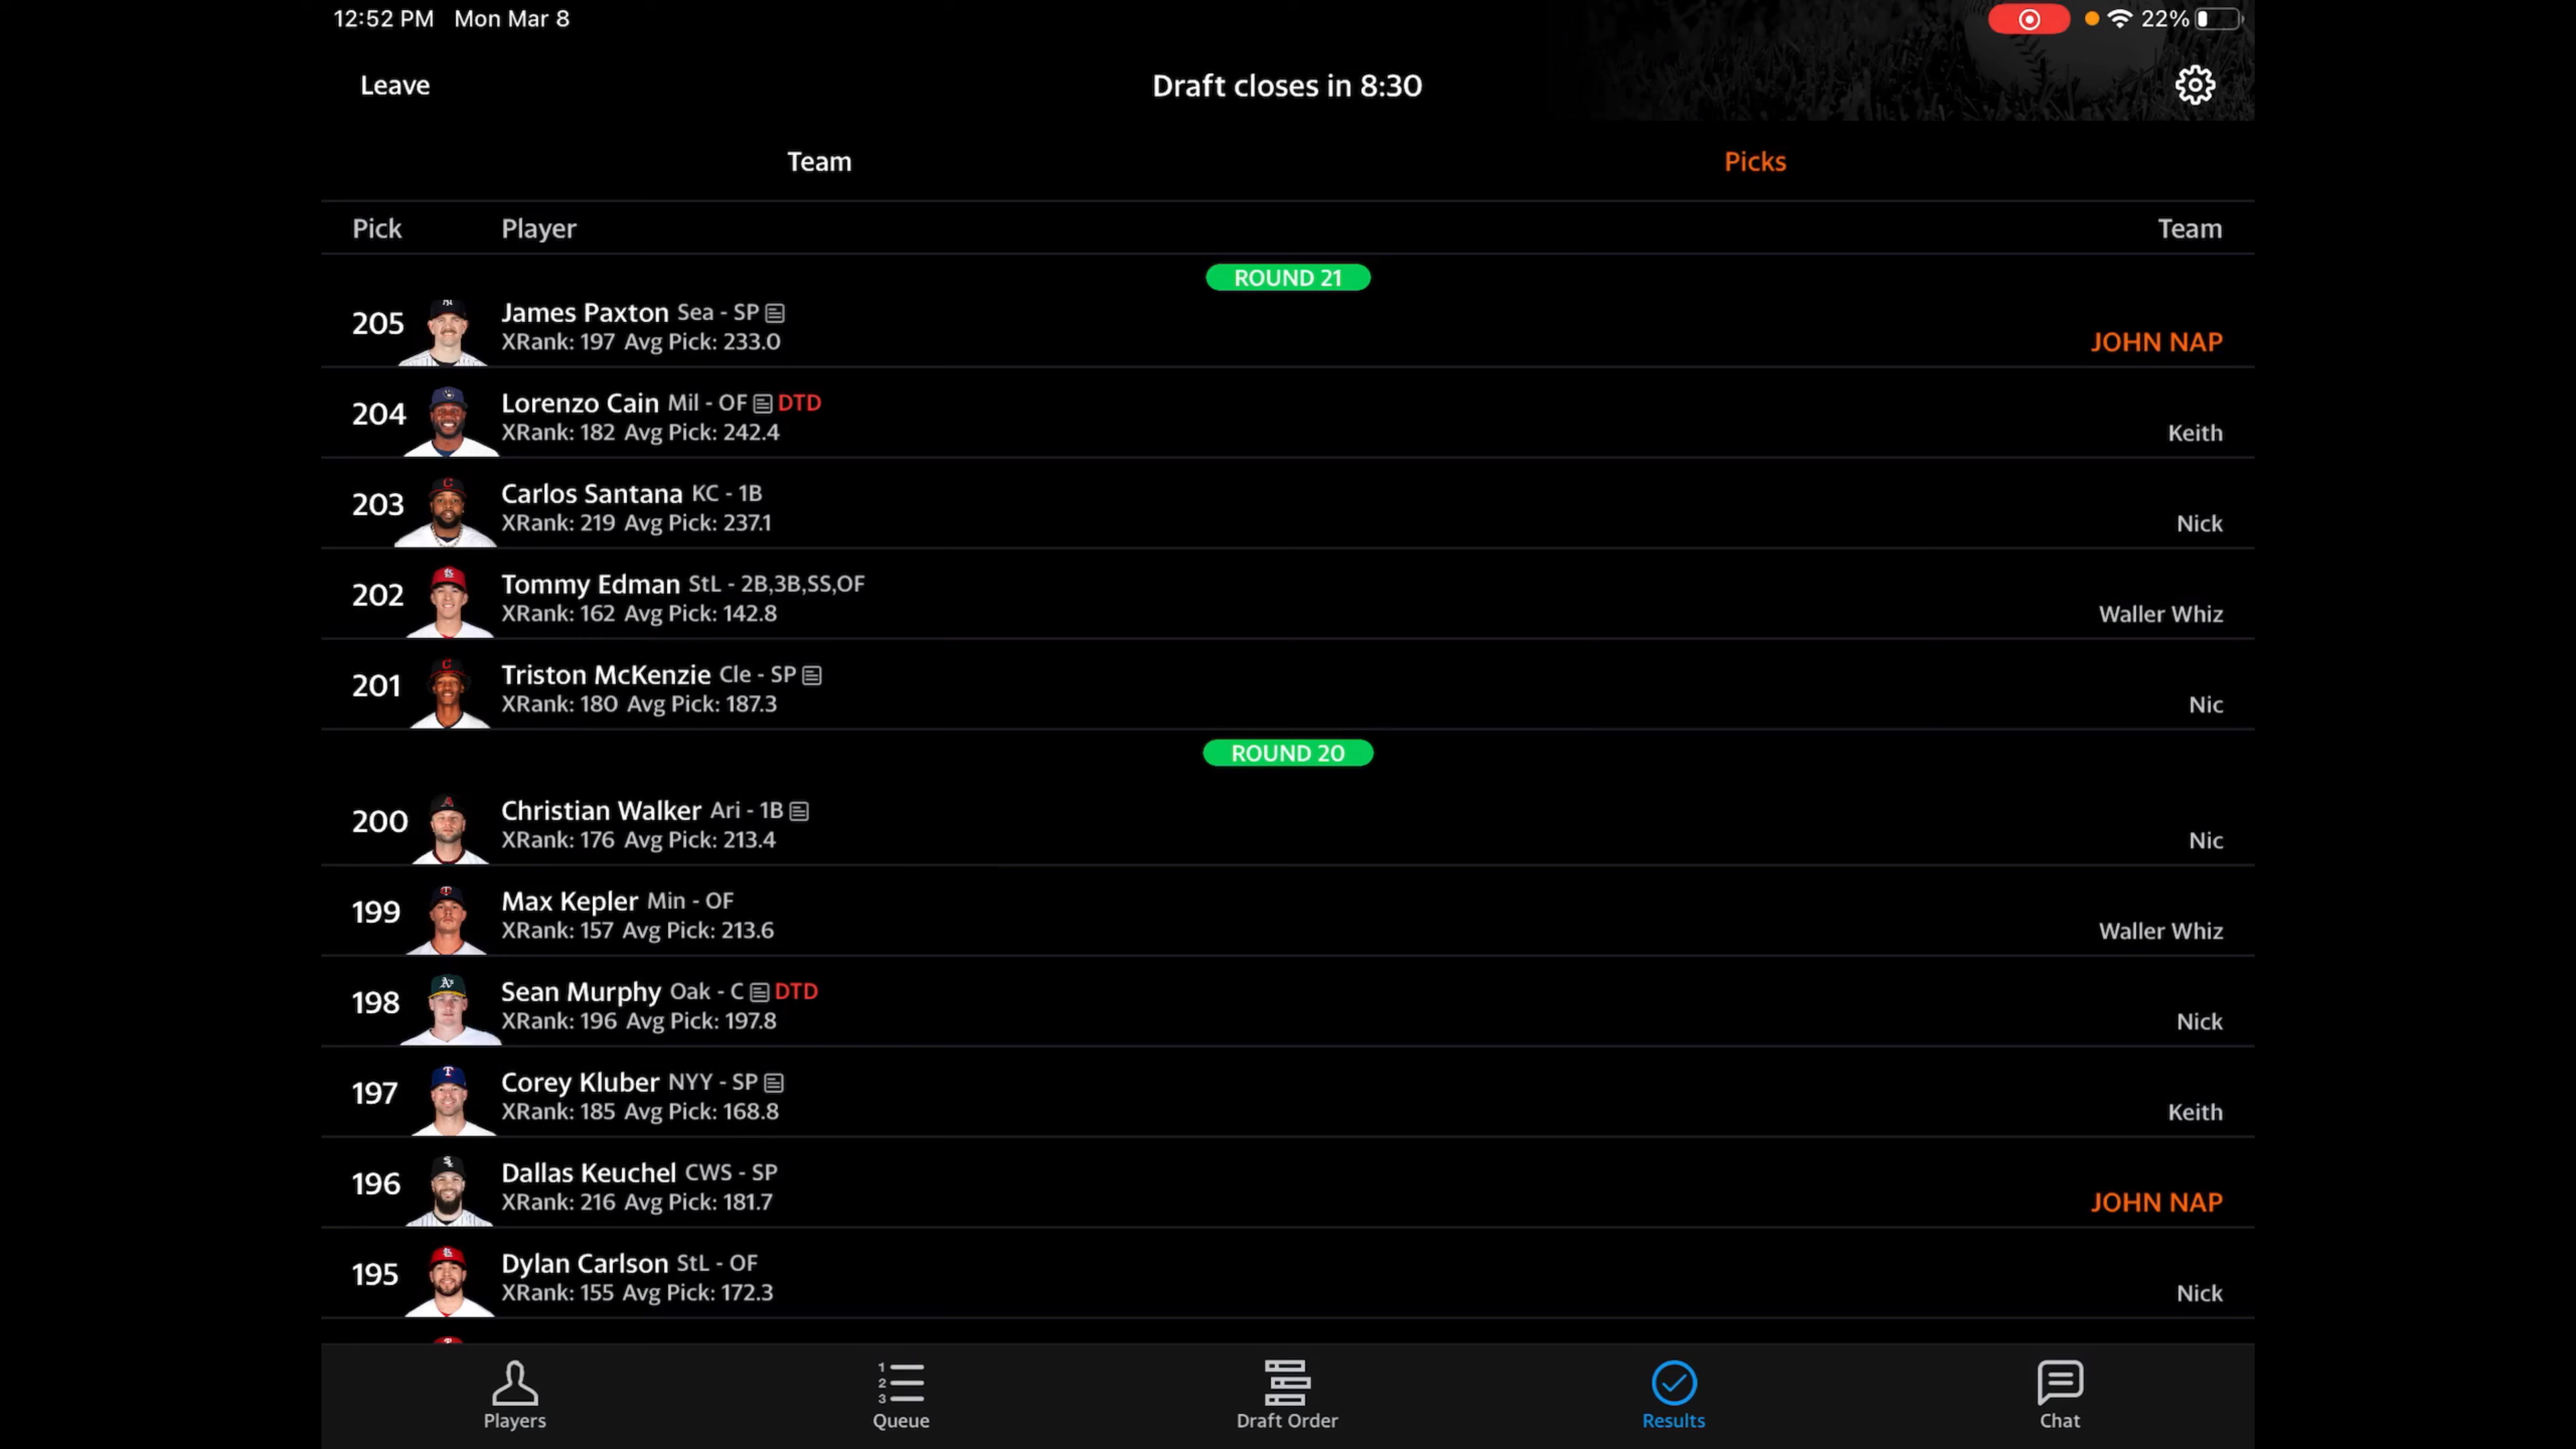 12:52 PM Mon Mar 8
22%
Leave
Draft closes in 8:30
Team
Picks
Pick Player Team
ROUND 21
205
James Paxton Sea - SP
XRank: 197 Avg Pick: 233.0
JOHN NAP
204
Lorenzo Cain Mil - OF DTD
XRank: 182 Avg Pick: 242.4
Keith
203
Carlos Santana KC - 1B
XRank: 219 Avg Pick: 237.1
Nick
202
Tommy Edman StL - 2B,3B,SS,OF
XRank: 162 Avg Pick: 142.8
Waller Whiz
201
Triston McKenzie Cle - SP
XRank: 180 Avg Pick: 187.3
Nic
ROUND 20
200
Christian Walker Ari - 1B
XRank: 176 Avg Pick: 213.4
Nic
199
Max Kepler Min - OF
XRank: 157 Avg Pick: 213.6
Waller Whiz
198
Sean Murphy Oak - C DTD
XRank: 196 Avg Pick: 197.8
Nick
197
Corey Kluber NYY - SP
XRank: 185 Avg Pick: 168.8
Keith
196
Dallas Keuchel CWS - SP
XRank: 216 Avg Pick: 181.7
JOHN NAP
195
Dylan Carlson StL - OF
XRank: 155 Avg Pick: 172.3
Nick
Players
1
2
3
Queue
Draft Order
Results
Chat